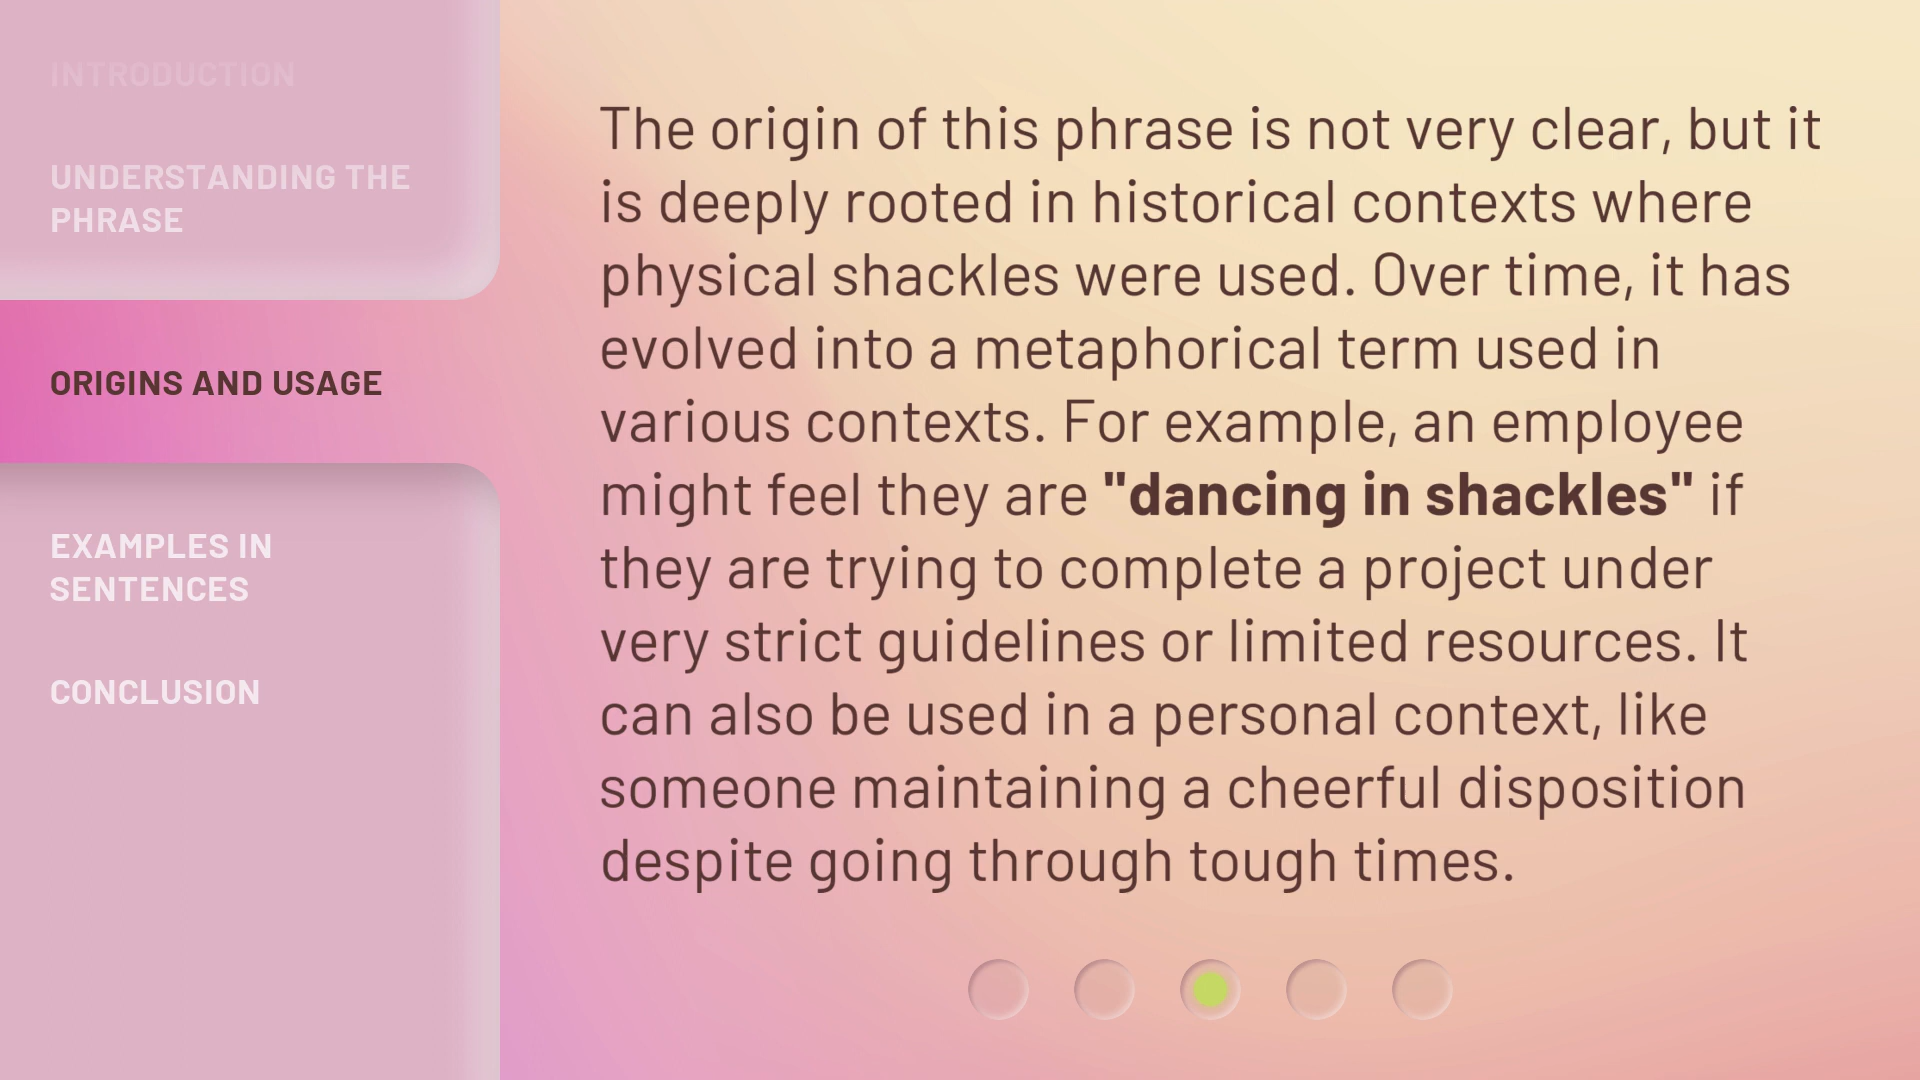 INTRODUCTION
UNDERSTANDING THE
PHRASE
ORIGINS AND USAGE
EXAMPLES IN
SENTENCES
CONCLUSION
The origin of this phrase is not very clear, but it
is deeply rooted in historical contexts where
physical shackles were used. Over time, it has
evolved into a metaphorical term used in
various contexts. For example, an employee
might feel they are "dancing in shackles" if
they are trying to complete a project under
very strict guidelines or limited resources. It
can also be used in a personal context, like
someone maintaining a cheerful disposition
despite going through tough times.